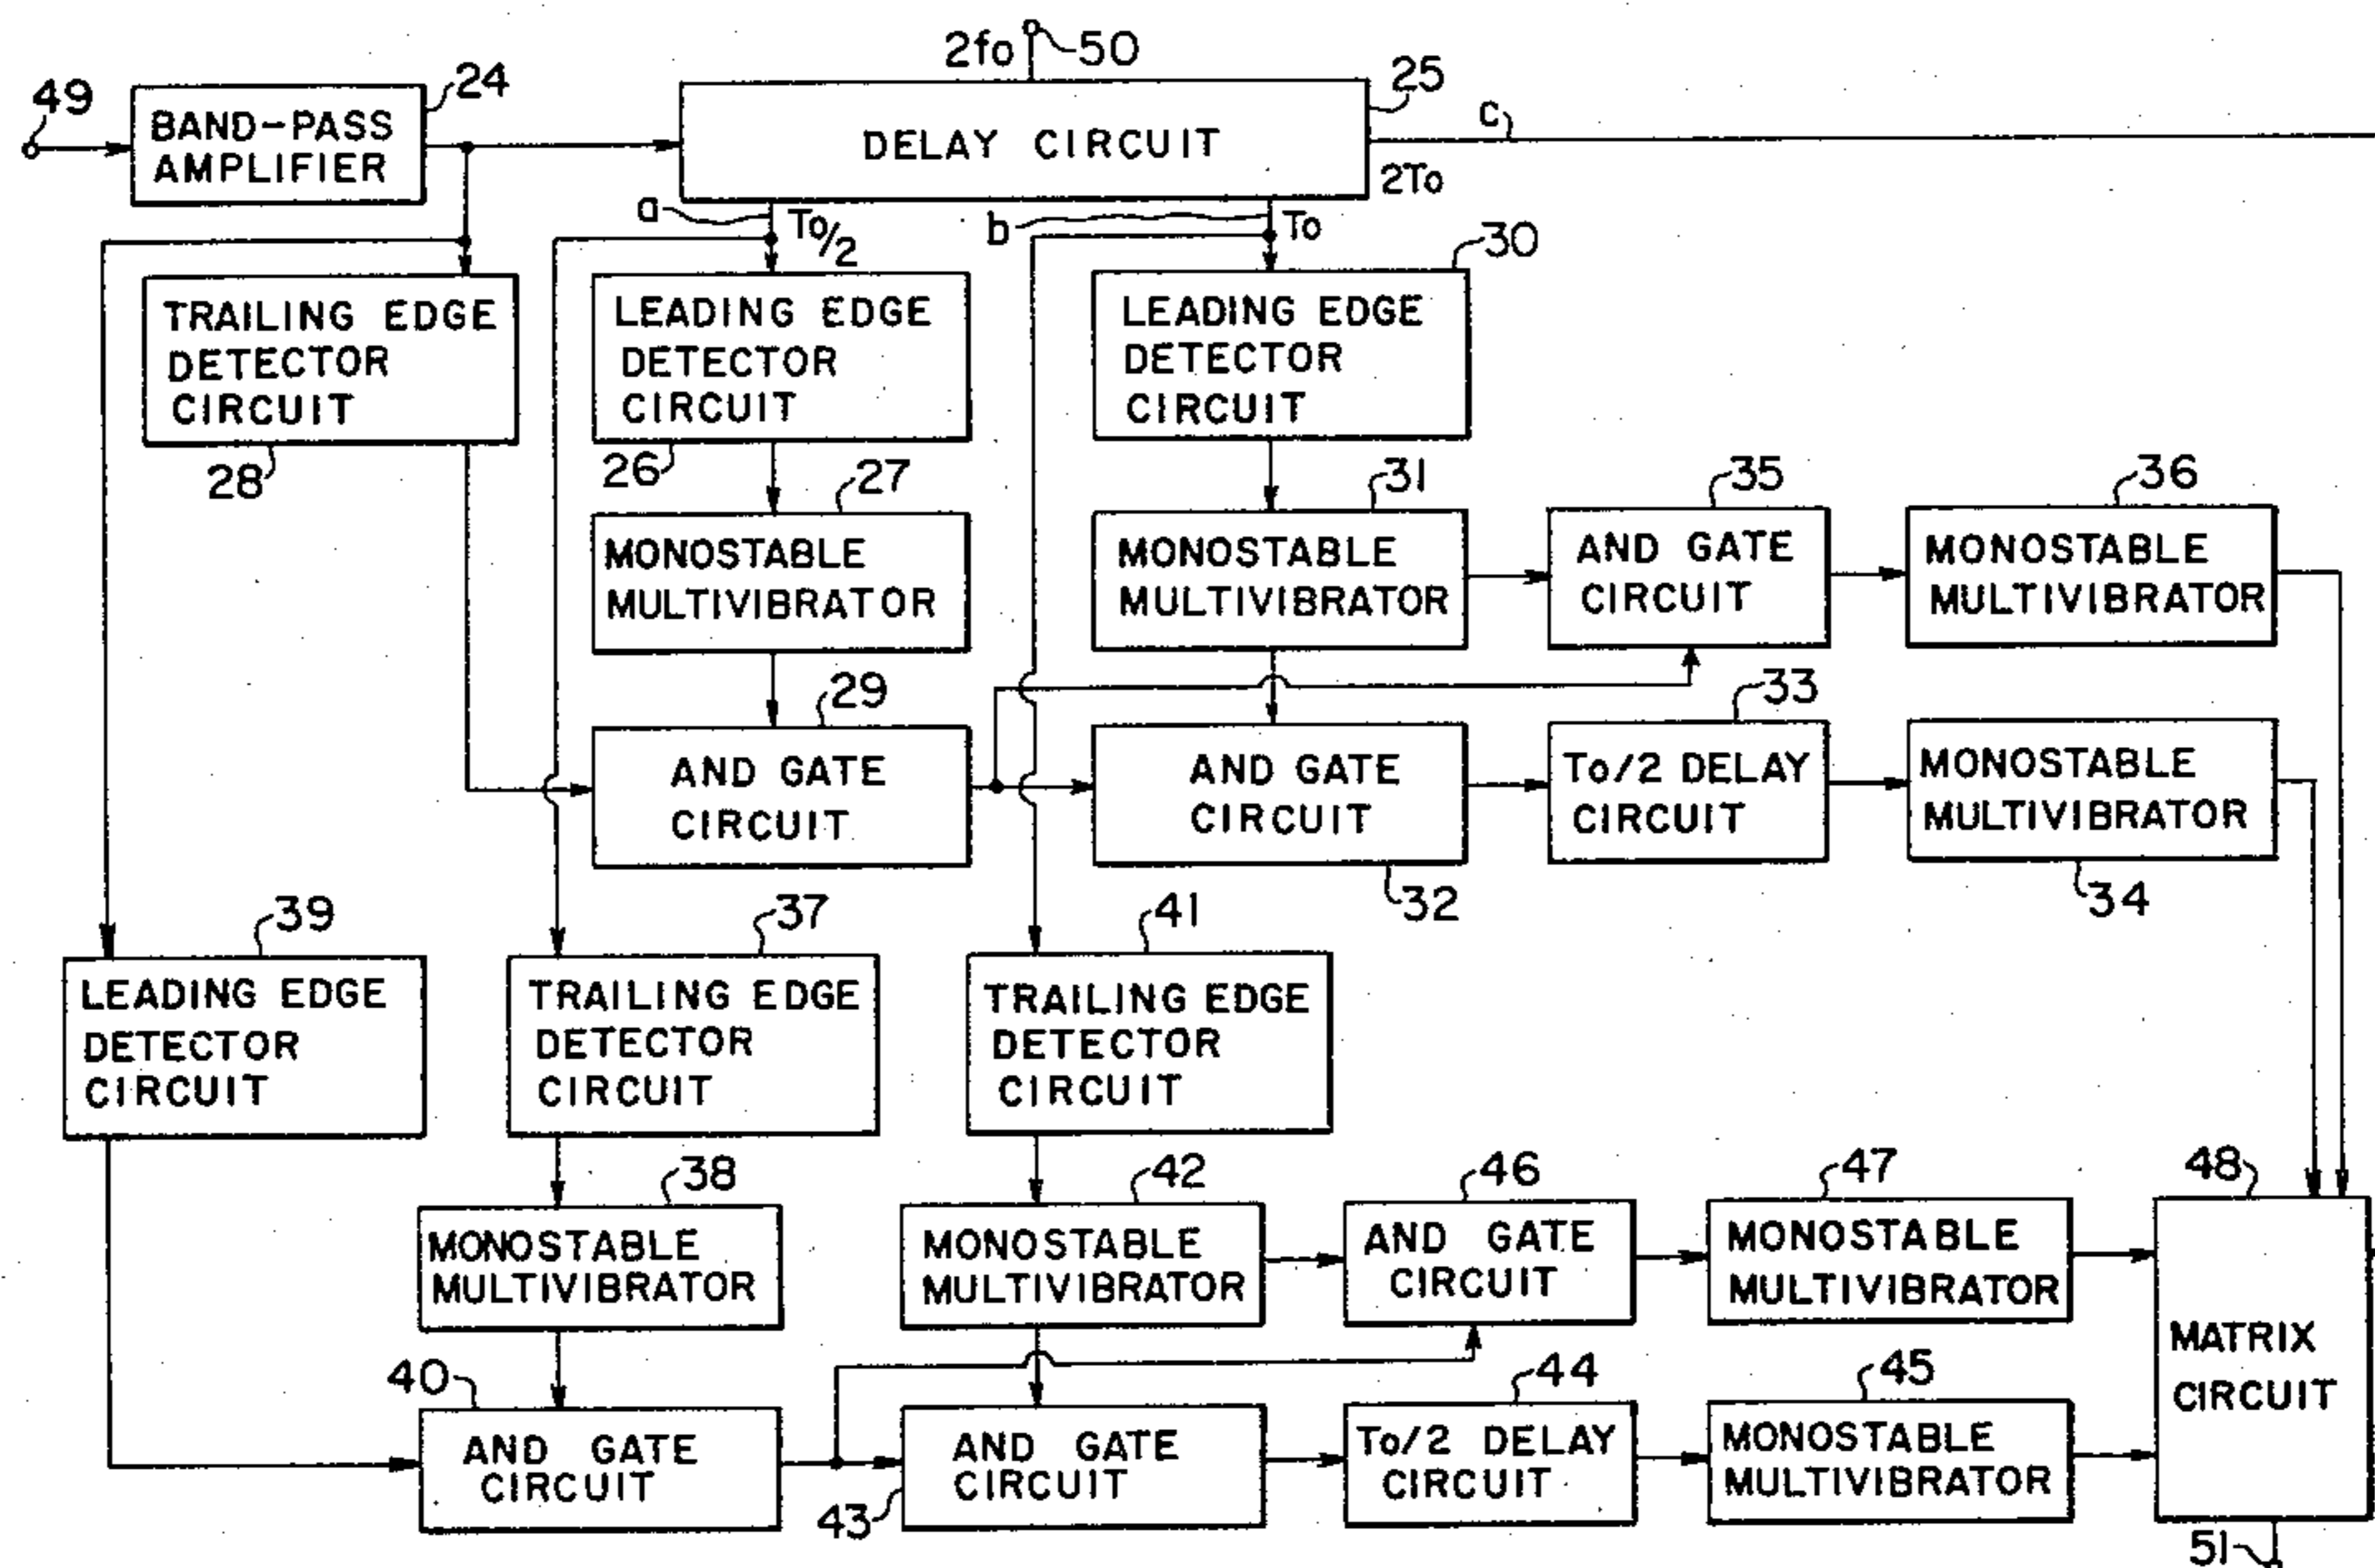 2fo 50
49
24
BAND-PASS
AMPLIFIER
DELAY CIRCUIT
25
c
2To
a
To/2
b
To
30
TRAILING EDGE
DETECTOR
CIRCUIT
28
LEADING EDGE
DETECTOR
CIRCUIT
26
LEADING EDGE
DETECTOR
CIRCUIT
27
MONOSTABLE
MULTIVIBRATOR
31
MONOSTABLE
MULTIVIBRATOR
35
AND GATE
CIRCUIT
36
MONOSTABLE
MULTIVIBRATOR
29
AND GATE
CIRCUIT
AND GATE
CIRCUIT
32
33
To/2 DELAY
CIRCUIT
MONOSTABLE
MULTIVIBRATOR
34
39
LEADING EDGE
DETECTOR
CIRCUIT
37
TRAILING EDGE
DETECTOR
CIRCUIT
41
TRAILING EDGE
DETECTOR
CIRCUIT
38
MONOSTABLE
MULTIVIBRATOR
42
MONOSTABLE
MULTIVIBRATOR
46
AND GATE
CIRCUIT
47
MONOSTABLE
MULTIVIBRATOR
48
MATRIX
CIRCUIT
40
AND GATE
CIRCUIT
43
AND GATE
CIRCUIT
44
To/2 DELAY
CIRCUIT
45
MONOSTABLE
MULTIVIBRATOR
51